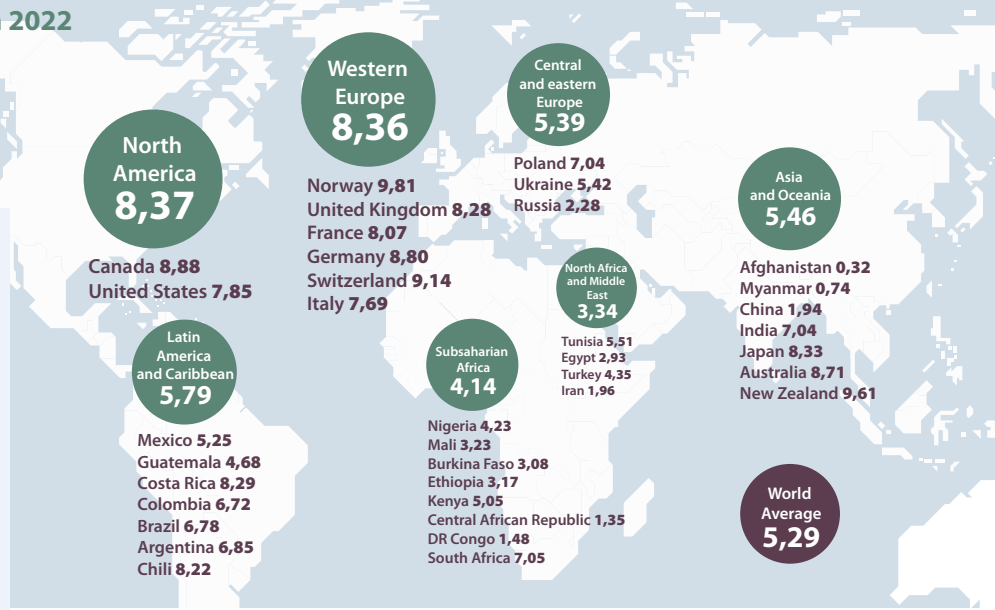 2022
North
America
8,37
Canada 8,88
United States 7,85
Latin
America
and Caribbean
5,79
Mexico 5,25
Guatemala 4,68
Costa Rica 8,29
Colombia 6,72
Brazil 6,78
Argentina 6,85
Chili 8,22
Western
Europe
8,36
Norway 9,81
United Kingdom 8,28
France 8,07
Germany 8,80
Switzerland 9,14
Italy 7,69
Central
and eastern
Europe
5,39
Poland 7,04
Ukraine 5,42
Russia 2,28
North Africa
and Middle
East
3,34
Tunisia 5,51
Egypt 2,93
Turkey 4,35
Iran 1,96
Subsaharian
Africa
4,14
Nigeria 4,23
Mali 3,23
Burkina Faso 3,08
Ethiopia 3,17
Kenya 5,05
Central African Republic 1,35
DR Congo 1,48
South Africa 7,05
Asia
and Oceania
5,46
Afghanistan 0,32
Myanmar 0,74
China 1,94
India 7,04
Japan 8,33
Australia 8,71
New Zealand 9,61
World
Average
5,29